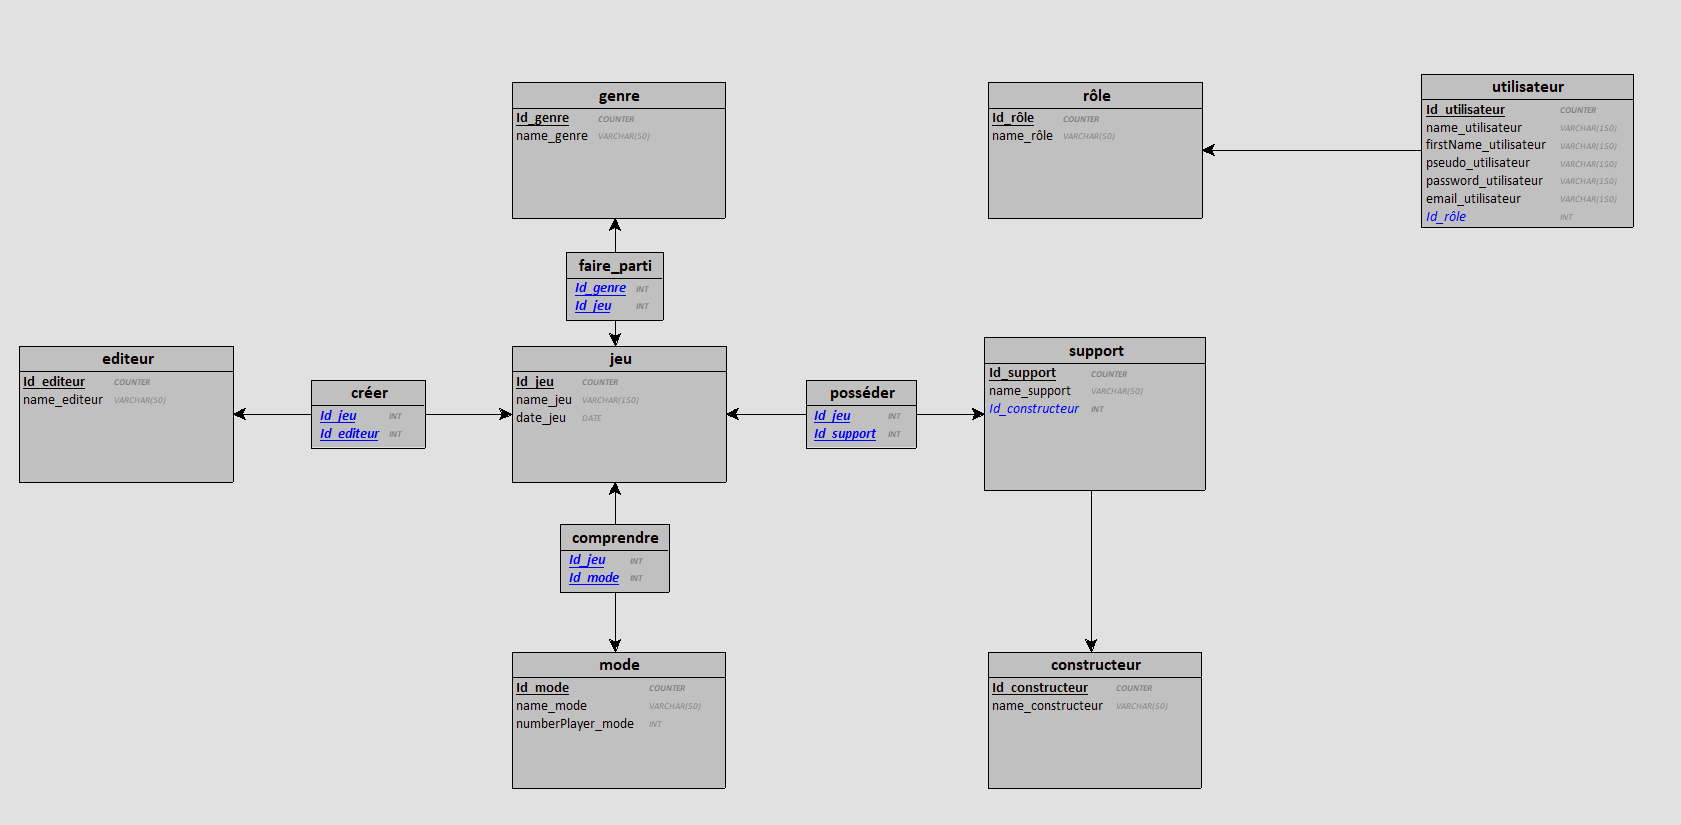 genre
Id_genre COUNTER
name_genre VARCHAR(50)
rôle
Id_rôle COUNTER
name_rôle VARCHAR(50)
utilisateur
Id_utilisateur COUNTER
name_utilisateur VARCHAR(150)
firstName_utilisateur VARCHAR(150)
pseudo_utilisateur VARCHAR(150)
password_utilisateur VARCHAR(150)
email_utilisateur VARCHAR(150)
Id_rôle INT
faire_parti
Id_genre INT
Id_jeu INT
editeur
Id_editeur COUNTER
name_editeur VARCHAR(50)
créer
Id_jeu INT
Id_editeur INT
jeu
Id_jeu COUNTER
name_jeu VARCHAR(150)
date_jeu DATE
posséder
Id_jeu INT
Id_support INT
support
Id_support COUNTER
name_support VARCHAR(50)
Id_constructeur INT
comprendre
Id_jeu INT
Id_mode INT
mode
Id_mode COUNTER
name_mode VARCHAR(50)
numberPlayer_mode INT
constructeur
Id_constructeur COUNTER
name_constructeur VARCHAR(50)